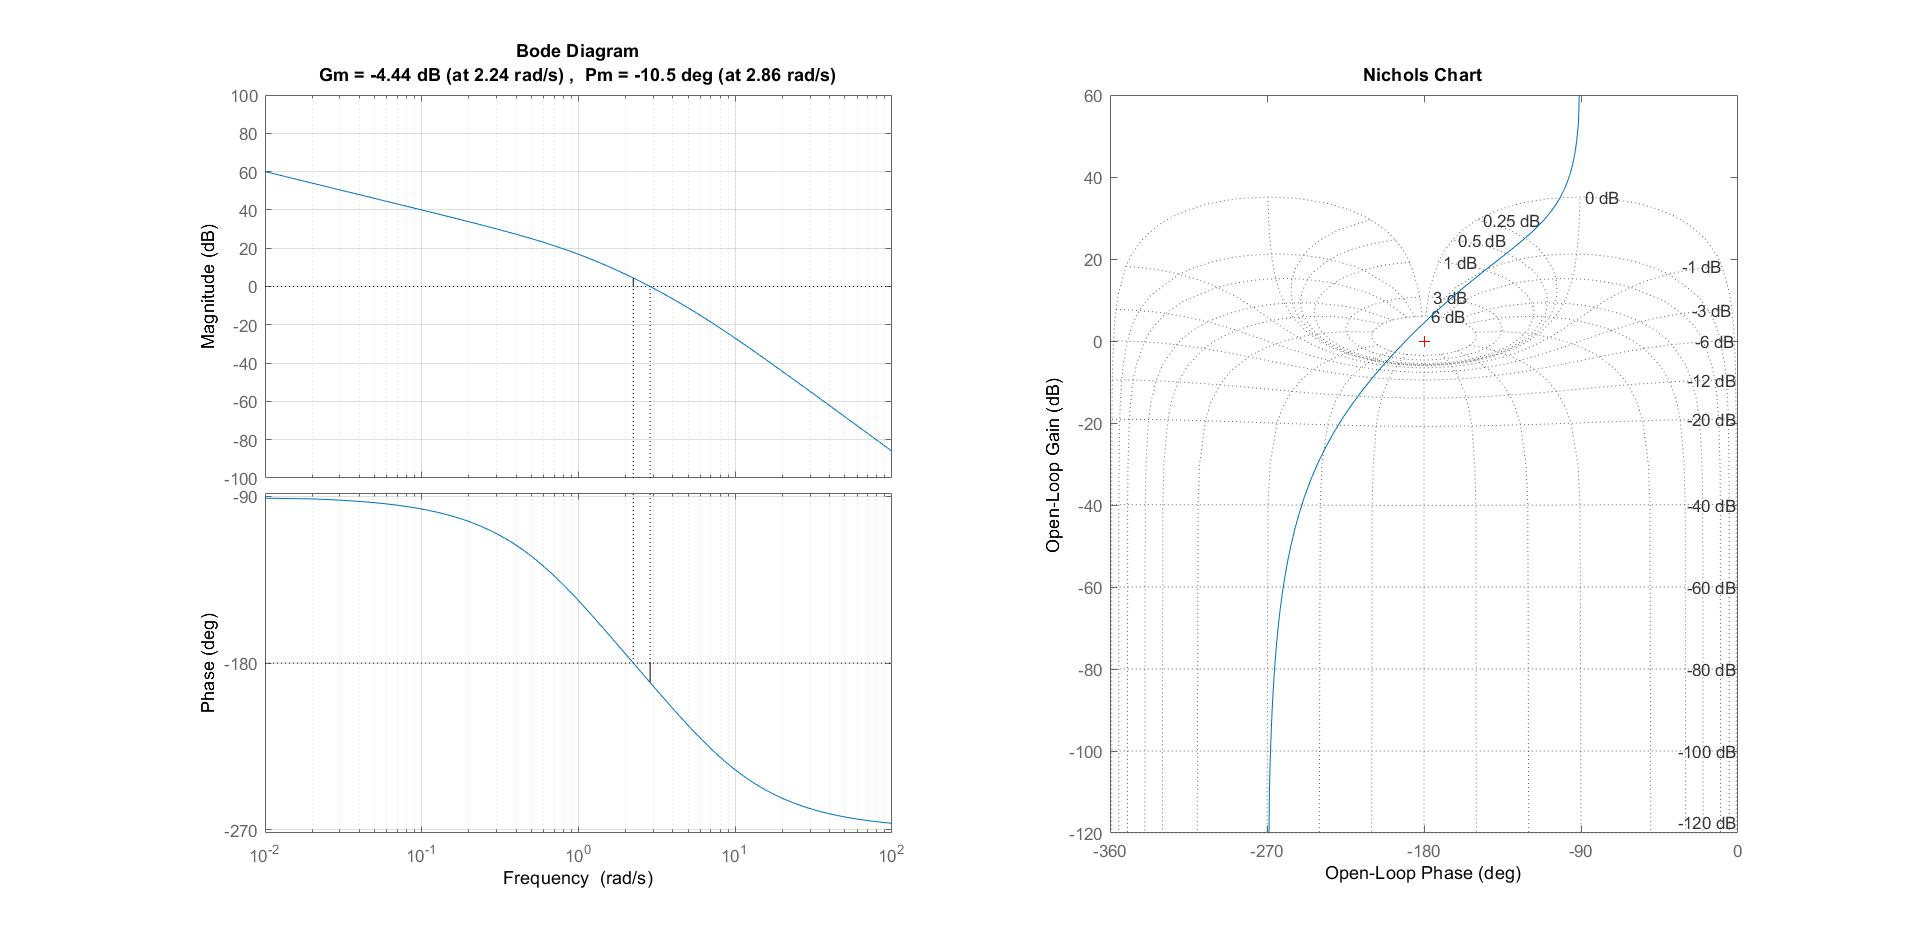 Bode Diagram
Gm = -4.44 dB (at 2.24 rad/s) ,  Pm = -10.5 deg (at 2.86 rad/s)
100
80
60
40
20
0
-20
-40
-60
-80
-100
Magnitude (dB)
-90
-180
-270
Phase (deg)
10^-2
10^-1
10^0
10^1
10^2
Frequency  (rad/s)
Nichols Chart
60
40
20
0
-20
-40
-60
-80
-100
-120
Open-Loop Gain (dB)
0 dB
0.25 dB
0.5 dB
1 dB
3 dB
6 dB
-1 dB
-3 dB
-6 dB
-12 dB
-20 dB
-40 dB
-60 dB
-80 dB
-100 dB
-120 dB
-360
-270
-180
-90
0
Open-Loop Phase (deg)